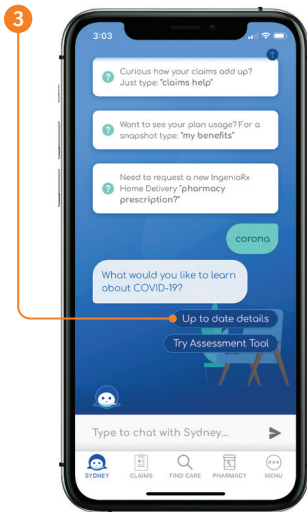 3
3:03
Curious how your claims add up?
Just type: "claims help"
Want to see your plan usage? For a
snapshot type: "my benefits"
Need to request a new IngenioRx
Home Delivery "pharmacy
prescription?"
corona
What would you like to learn
about COVID-19?
Up to date details
Try Assessment Tool
Type to chat with Sydney...
SYDNEY
CLAIMS
FIND CARE
PHARMACY
MENU